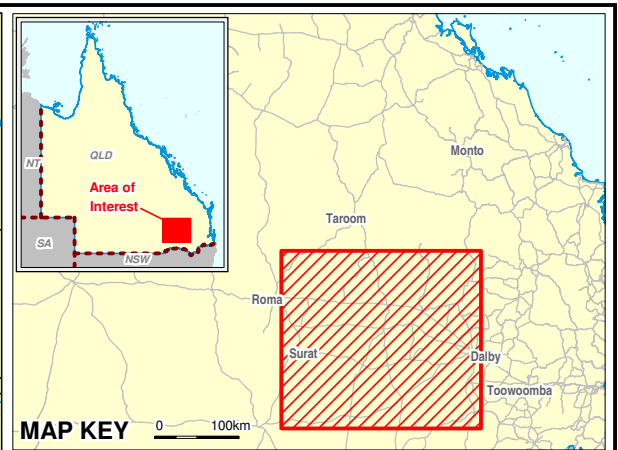 NT
QLD
Area of
Interest
SA
NSW
Monto
Taroom
Roma
Surat
Dalby
Toowoomba
MAP KEY
0 100km